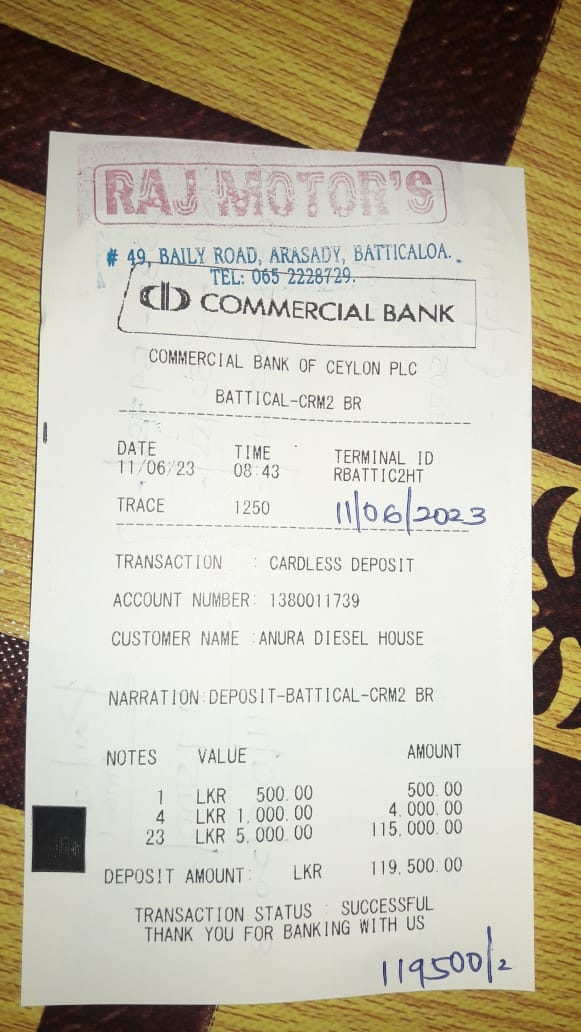 RAJ MOTOR'S
# 49, BAILY ROAD, ARASADY, BATTICALOA.
TEL: 065 2228729.
COMMERCIAL BANK
COMMERCIAL BANK OF CEYLON PLC
BATTICAL-CRM2 BR
DATE TIME TERMINAL ID
11/06/23 08:43 RBATTIC2HT
TRACE 1250 11/06/2023
TRANSACTION : CARDLESS DEPOSIT
ACCOUNT NUMBER: 1380011739
CUSTOMER NAME :ANURA DIESEL HOUSE
NARRATION:DEPOSIT-BATTICAL-CRM2 BR
NOTES VALUE AMOUNT
1 LKR 500.00 500.00
4 LKR 1,000.00 4,000.00
23 LKR 5,000.00 115,000.00
DEPOSIT AMOUNT: LKR 119,500.00
TRANSACTION STATUS : SUCCESSFUL
THANK YOU FOR BANKING WITH US
119500/2